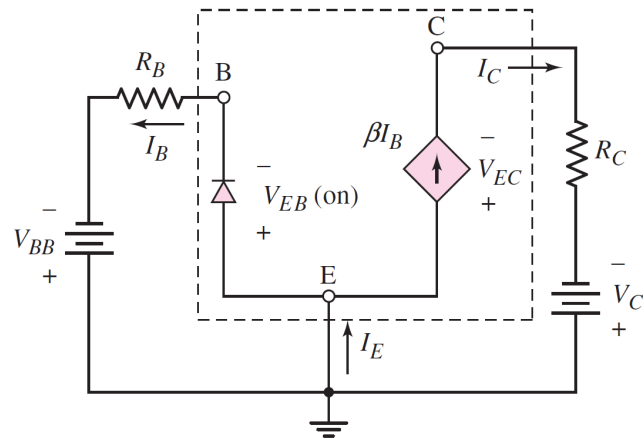 C
R_B
B
I_C
I_B
βI_B
−
−
V_EB (on)
V_EC
R_C
+
+
−
V_BB
+
E
−
V_C
+
I_E